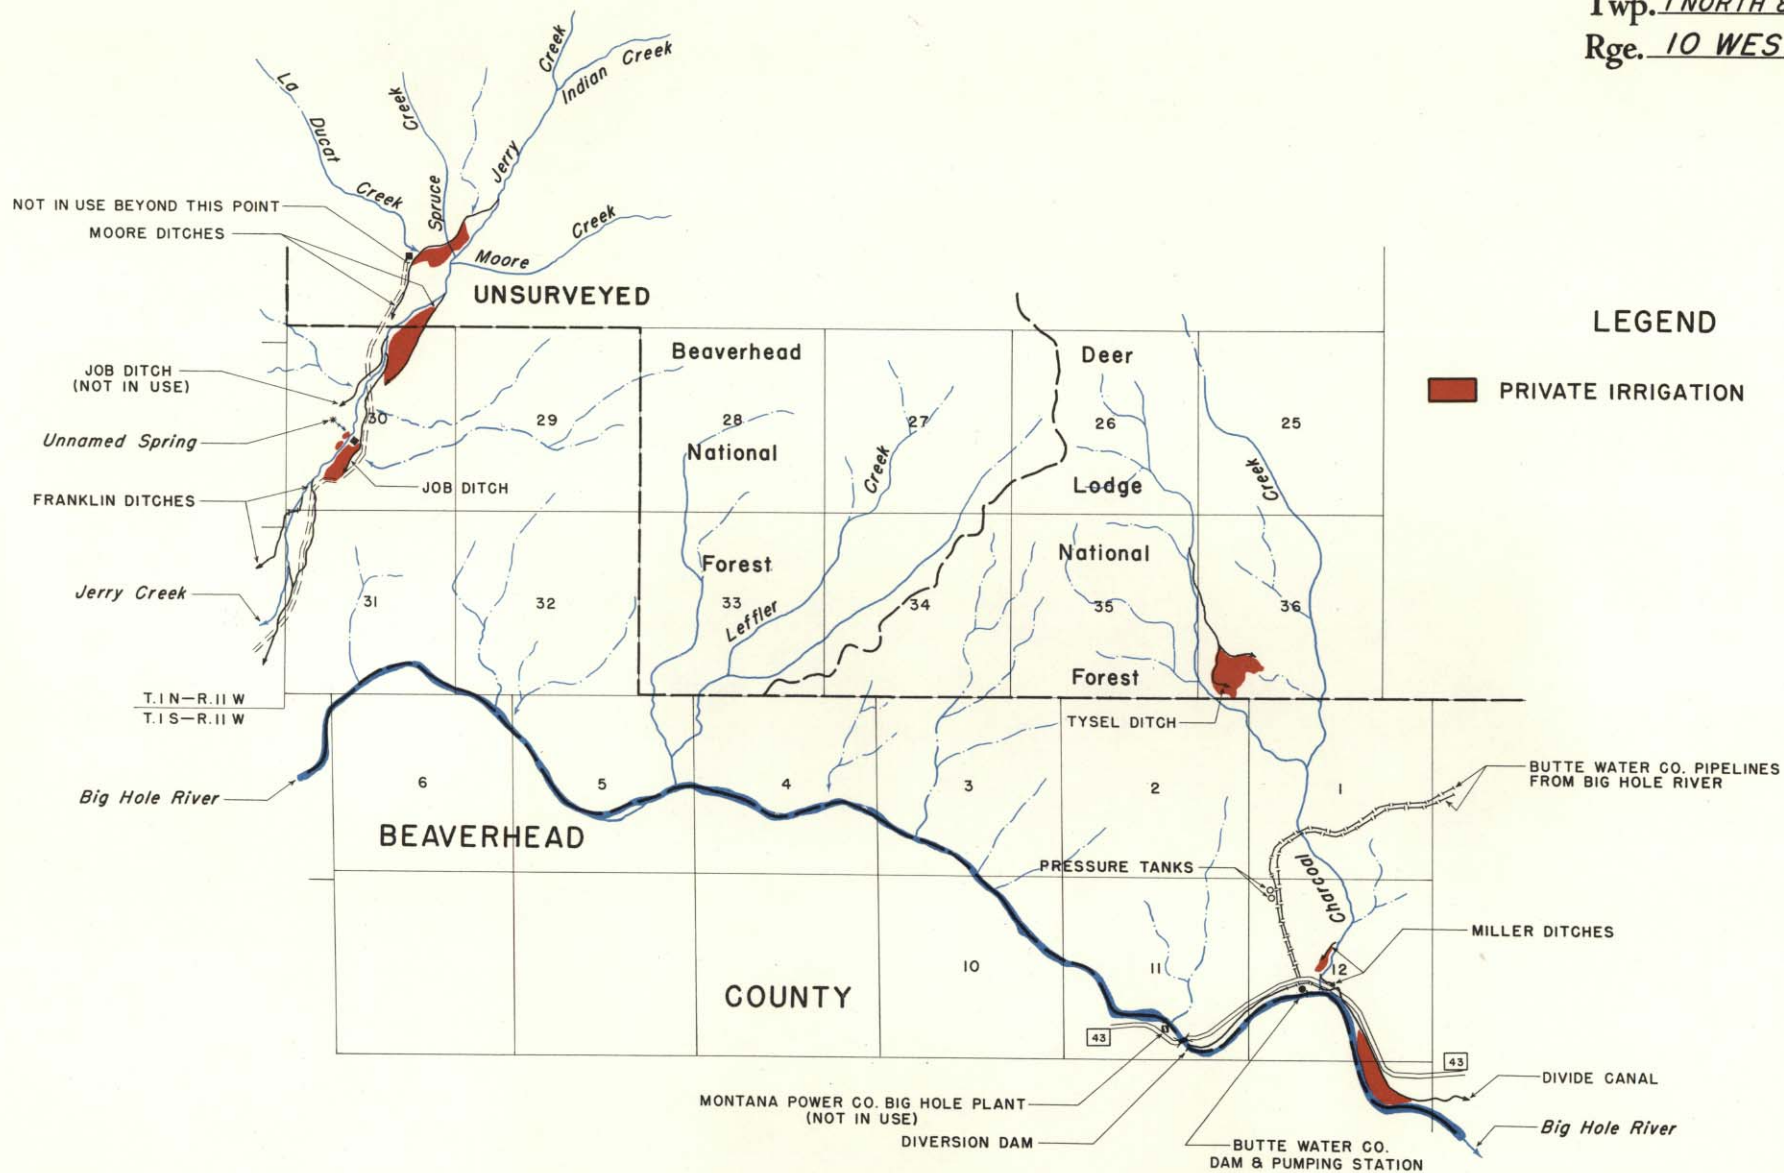 Twp. 1 NORTH &
Rge. 10 WES
Creek
Indian Creek
La Ducat Creek
Creek
Spruce
Jerry
NOT IN USE BEYOND THIS POINT
MOORE DITCHES
Moore Creek
UNSURVEYED
LEGEND
PRIVATE IRRIGATION
Beaverhead
Deer
JOB DITCH
(NOT IN USE)
30
29
28
27
26
25
Unnamed Spring
National
Creek
Creek
JOB DITCH
Lodge
FRANKLIN DITCHES
National
Forest
Jerry Creek
31
32
33
Leffler
34
35
36
Forest
T.1 N—R.11 W
T.1 S—R.11 W
TYSEL DITCH
Big Hole River
6
5
4
3
2
1
BUTTE WATER CO. PIPELINES
FROM BIG HOLE RIVER
BEAVERHEAD
PRESSURE TANKS
Charcoal
MILLER DITCHES
10
11
12
COUNTY
43
43
DIVIDE CANAL
MONTANA POWER CO. BIG HOLE PLANT
(NOT IN USE)
DIVERSION DAM
Big Hole River
BUTTE WATER CO.
DAM & PUMPING STATION